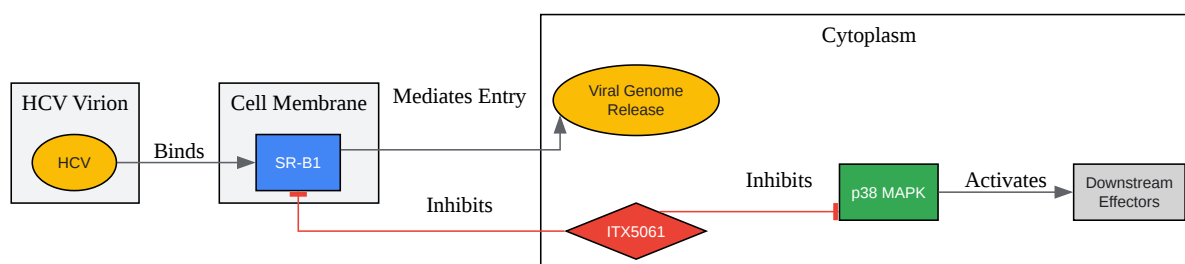 Cytoplasm
HCV Virion
Cell Membrane
Mediates Entry
Viral Genome
Release
HCV
Binds
SR-B1
Inhibits
ITX5061
Inhibits
p38 MAPK
Activates
Downstream
Effectors